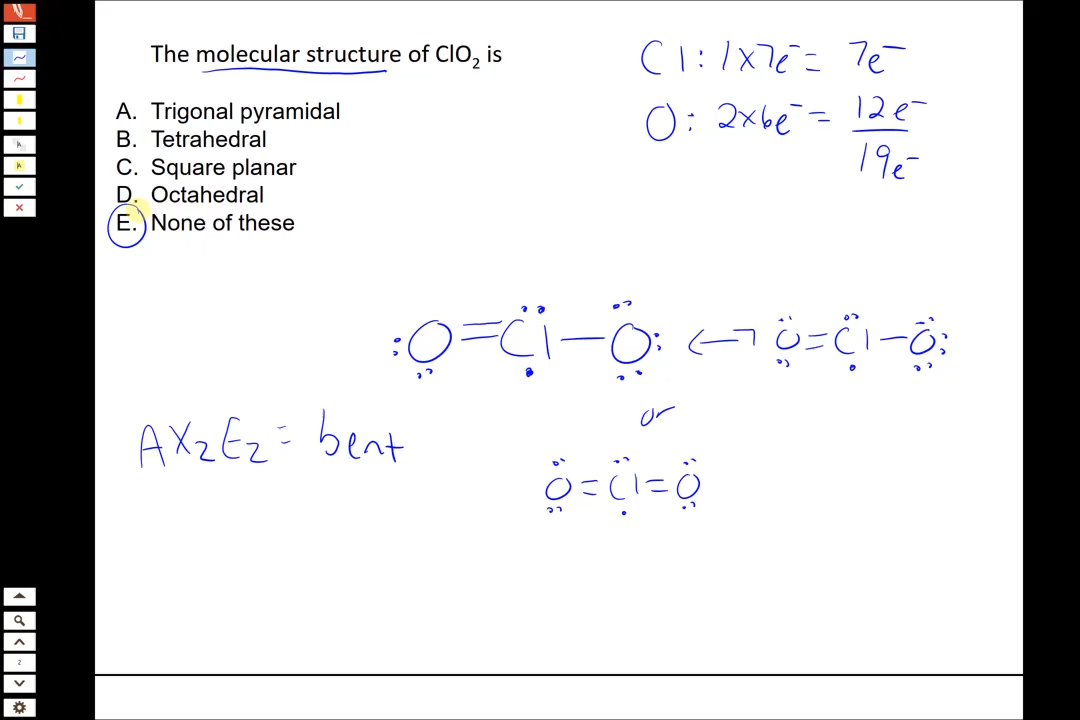 The molecular structure of ClO₂ is
A. Trigonal pyramidal
B. Tetrahedral
C. Square planar
D. Octahedral
E. None of these
Cl: 1×7e⁻ = 7e⁻
O: 2×6e⁻ = 12e⁻
19e⁻
O=Cl—O ⟷ O=Cl—O
or
AX₂E₂ = bent
O=Cl=O
2